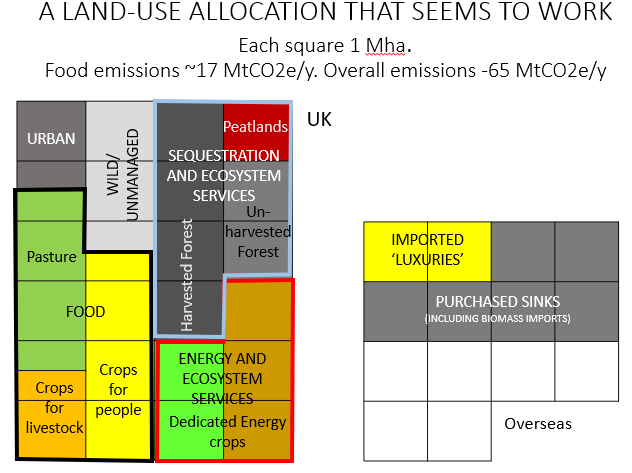 A LAND-USE ALLOCATION THAT SEEMS TO WORK
Each square 1 Mha.
Food emissions ~17 MtCO2e/y. Overall emissions -65 MtCO2e/y
UK
URBAN
WILD/
UNMANAGED
Peatlands
SEQUESTRATION
AND ECOSYSTEM
SERVICES
Harvested Forest
Un-
harvested
Forest
Pasture
FOOD
Crops
for
livestock
Crops
for
people
ENERGY AND
ECOSYSTEM
SERVICES
Dedicated Energy
crops
IMPORTED
'LUXURIES'
PURCHASED SINKS
(INCLUDING BIOMASS IMPORTS)
Overseas